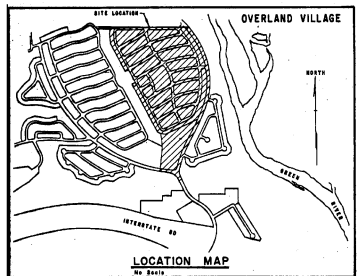 SITE LOCATION
OVERLAND VILLAGE
NORTH
GREEN RIVER
INTERSTATE 80
LOCATION MAP
No Scale